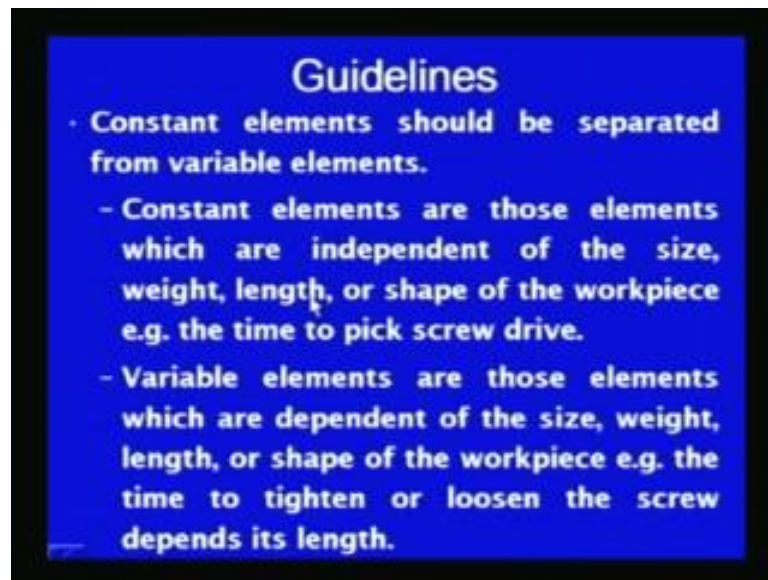 Guidelines
· Constant elements should be separated
from variable elements.
– Constant elements are those elements
which are independent of the size,
weight, length, or shape of the workpiece
e.g. the time to pick screw drive.
– Variable elements are those elements
which are dependent of the size, weight,
length, or shape of the workpiece e.g. the
time to tighten or loosen the screw
depends its length.